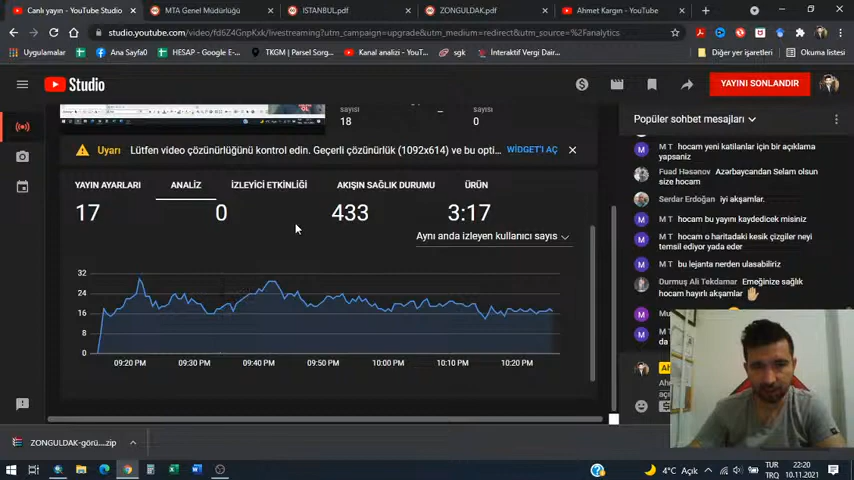 Canlı yayın - YouTube Studio
MTA Genel Müdürlüğü
ISTANBUL.pdf
ZONGULDAK.pdf
Ahmet Kargın - YouTube
studio.youtube.com/video/fd5Z4GnpKxk/livestreaming?utm_campaign=upgrade&utm_medium=redirect&utm_source=%2Fanalytics
Uygulamalar
Ana Sayfa0
HESAP - Google E-...
TKGM | Parsel Sorg...
Kanal analizi - YouT...
sgk
İnteraktif Vergi Dair...
Diğer yer işaretleri
Okuma listesi
Studio
YAYINI SONLANDIR
sayısı
sayısı
18
0
Popüler sohbet mesajları
Uyarı
Lütfen video çözünürlüğünü kontrol edin. Geçerli çözünürlük (1092x614) ve bu opti...
WIDGET'I AÇ
YAYIN AYARLARI
ANALİZ
İZLEYİCİ ETKİNLİĞİ
AKIŞIN SAĞLIK DURUMU
ÜRÜN
17
0
433
3:17
Aynı anda izleyen kullanıcı sayıs
32
24
16
8
0
09:20 PM
09:30 PM
09:40 PM
09:50 PM
10:00 PM
10:10 PM
10:20 PM
M T hocam yeni katilanlar için bir açıklama
yapsaniz
Fuad Həsənov Azərbaycandan Selam olsun
size hocam
Serdar Erdoğan iyi akşamlar.
M T hocam bu yayını kaydedicek misiniz
M T hocam o haritadaki kesik çizgiler neyi
temsil ediyor yada eder
M T bu lejanta nerden ulasabiliriz
Durmuş Ali Tekdamar Emeğinize sağlık
hocam hayırlı akşamlar
Mu
M T
da
ZONGULDAK-görü....zip
4°C Açık
TUR
TRQ
22:20
10.11.2021